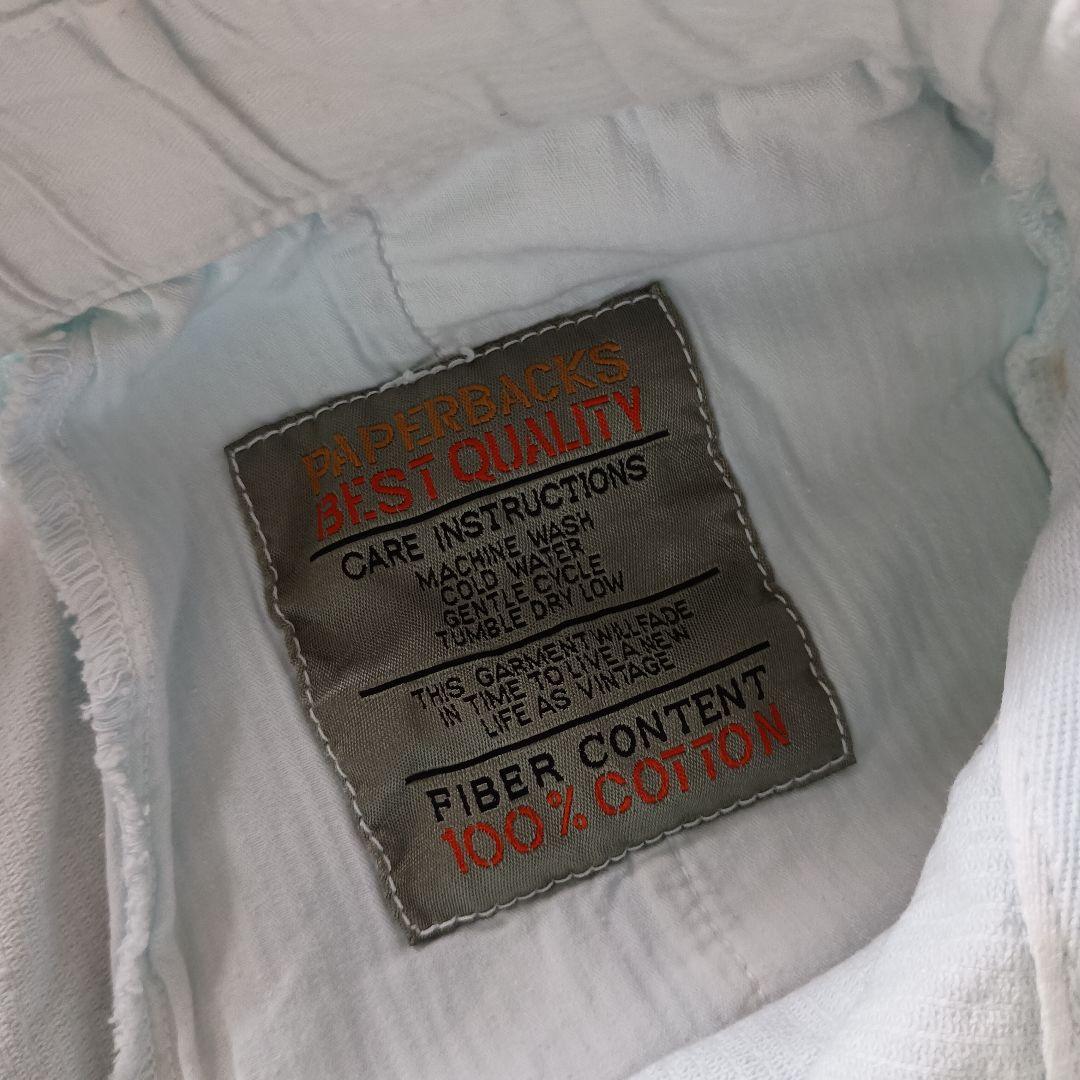 PAPERBACKS
BEST QUALITY
CARE INSTRUCTIONS
MACHINE WASH
COLD WATER
GENTLE CYCLE
TUMBLE DRY LOW
THIS GARMENT WILL FADE
IN TIME TO LIVE A NEW
LIFE AS VINTAGE
FIBER CONTENT
100% COTTON